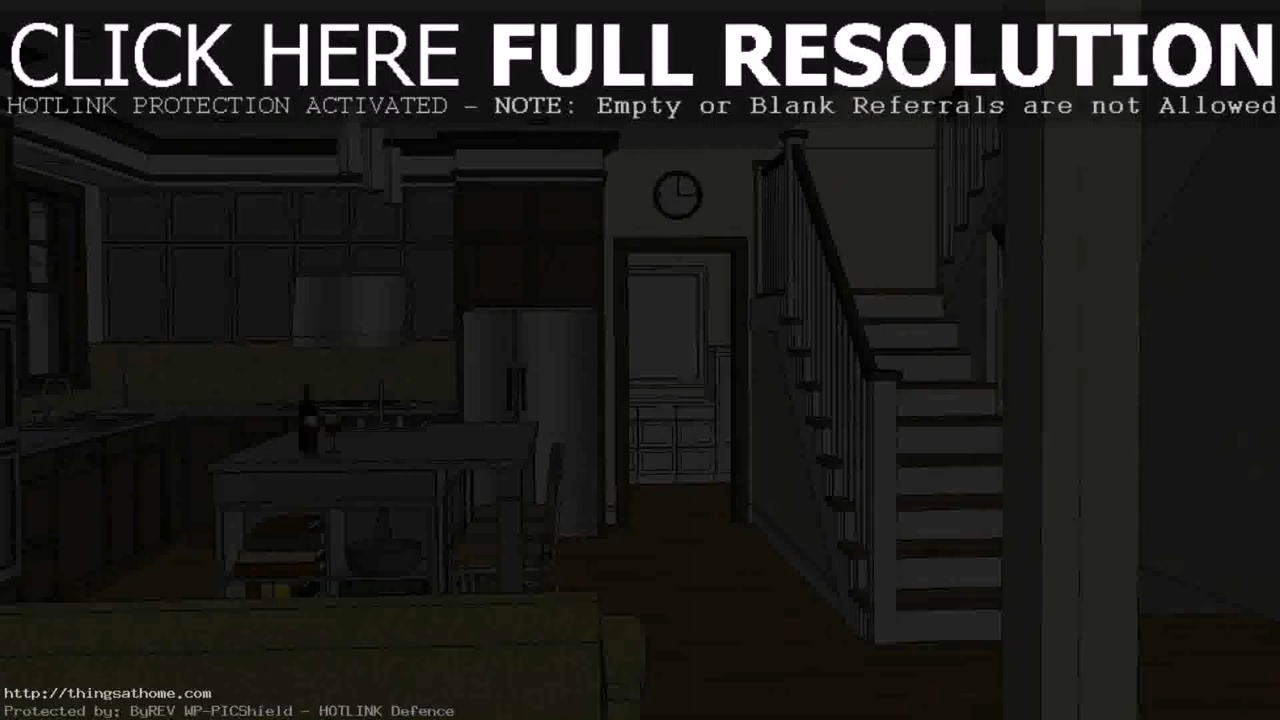 CLICK HERE FULL RESOLUTION
HOTLINK PROTECTION ACTIVATED – NOTE: Empty or Blank Referrals are not Allowed
http://thingsathome.com
Protected by: ByREV WP-PICShield – HOTLINK Defence